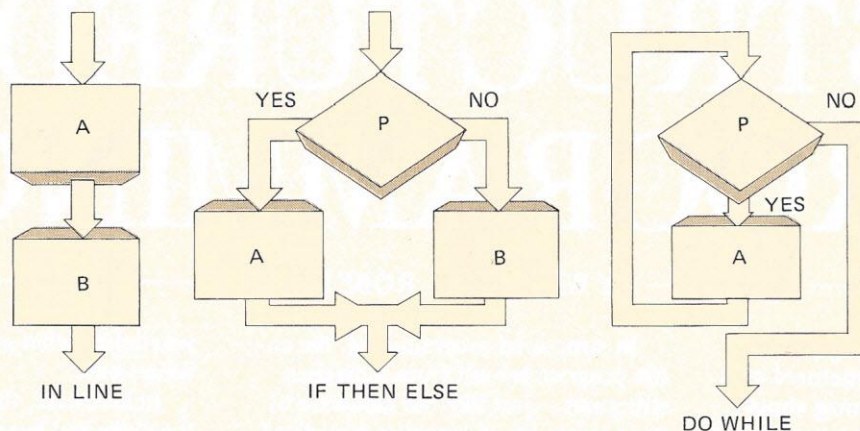 A
B
IN LINE
YES
P
NO
A
B
IF THEN ELSE
P
NO
YES
A
DO WHILE